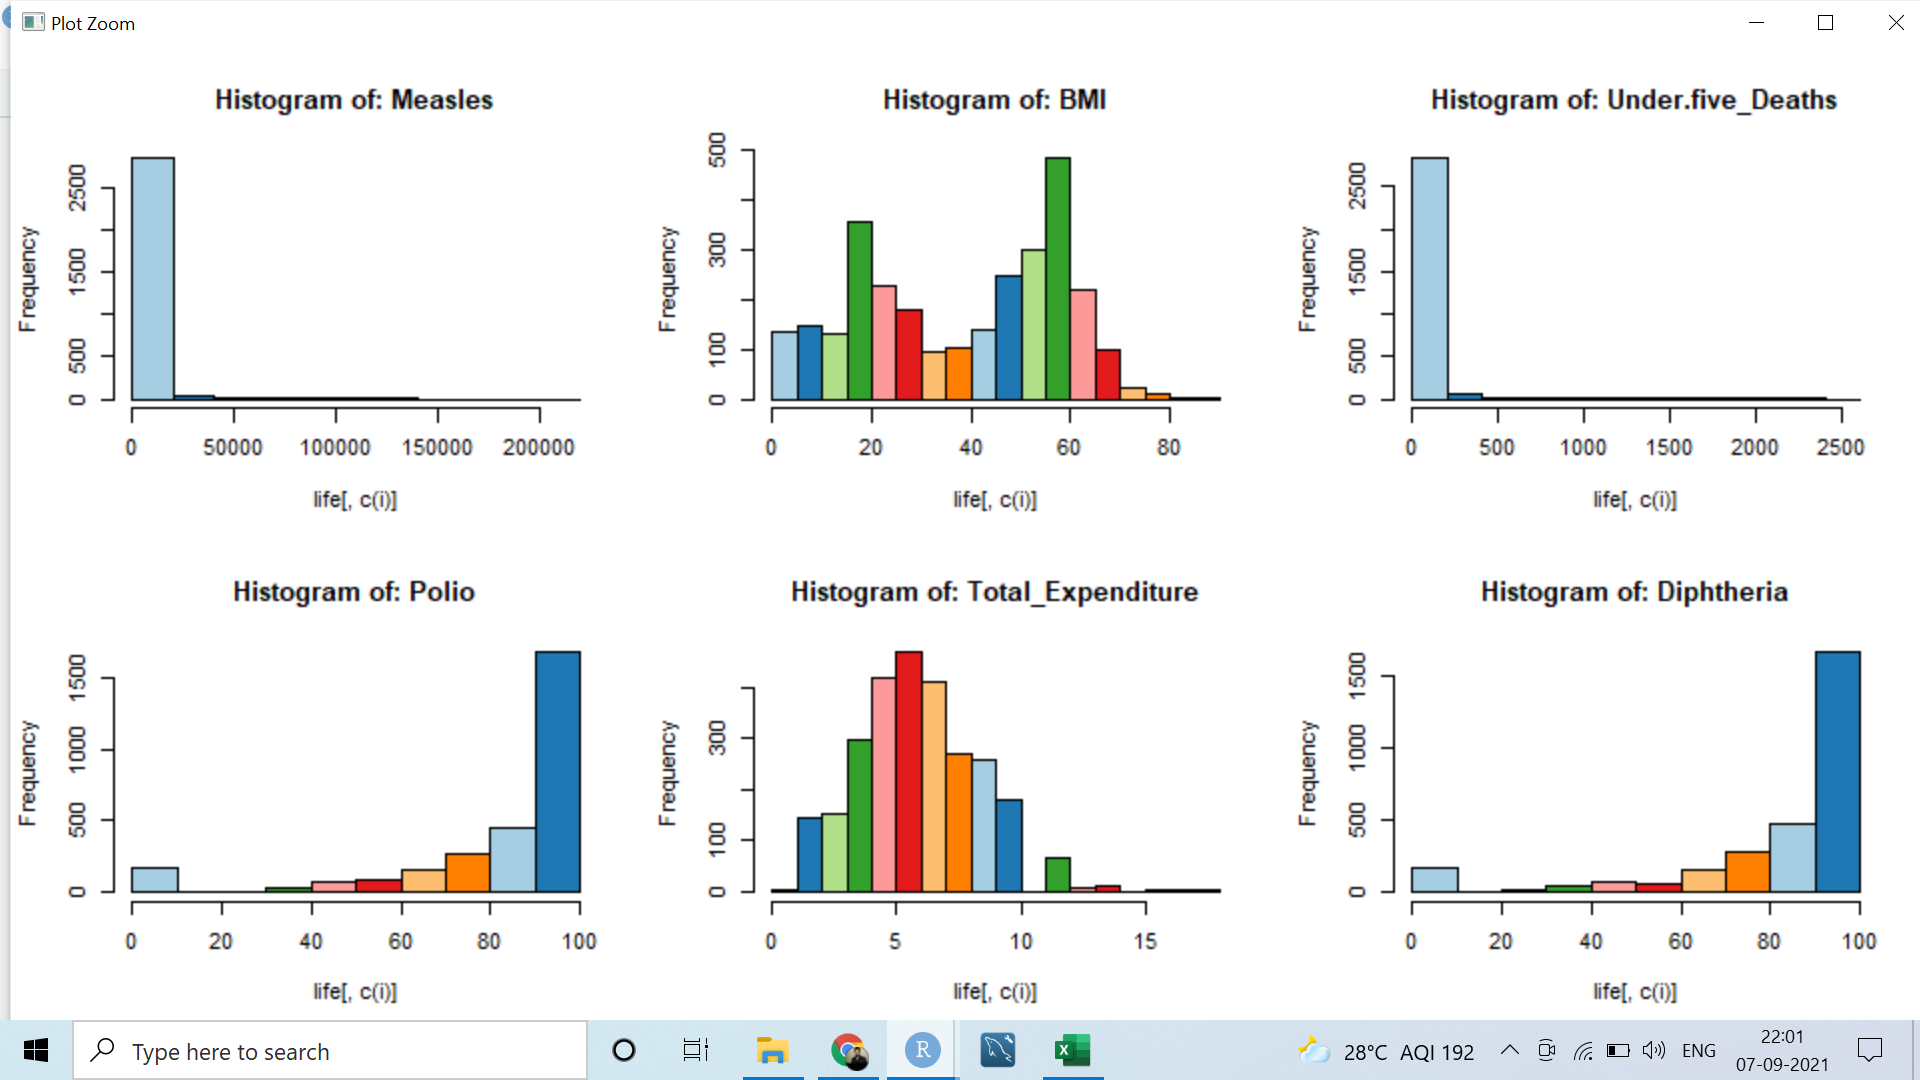 Plot Zoom
Histogram of: Measles
Frequency
0 500 1500 2500
0 50000 100000 150000 200000
life[, c(i)]
Histogram of: BMI
Frequency
0 100 300 500
0 20 40 60 80
life[, c(i)]
Histogram of: Under.five_Deaths
Frequency
0 500 1500 2500
0 500 1000 1500 2000 2500
life[, c(i)]
Histogram of: Polio
Frequency
0 500 1000 1500
0 20 40 60 80 100
life[, c(i)]
Histogram of: Total_Expenditure
Frequency
0 100 300
0 5 10 15
life[, c(i)]
Histogram of: Diphtheria
Frequency
0 500 1000 1500
0 20 40 60 80 100
life[, c(i)]
Type here to search
R
X
28°C AQI 192
ENG
22:01
07-09-2021